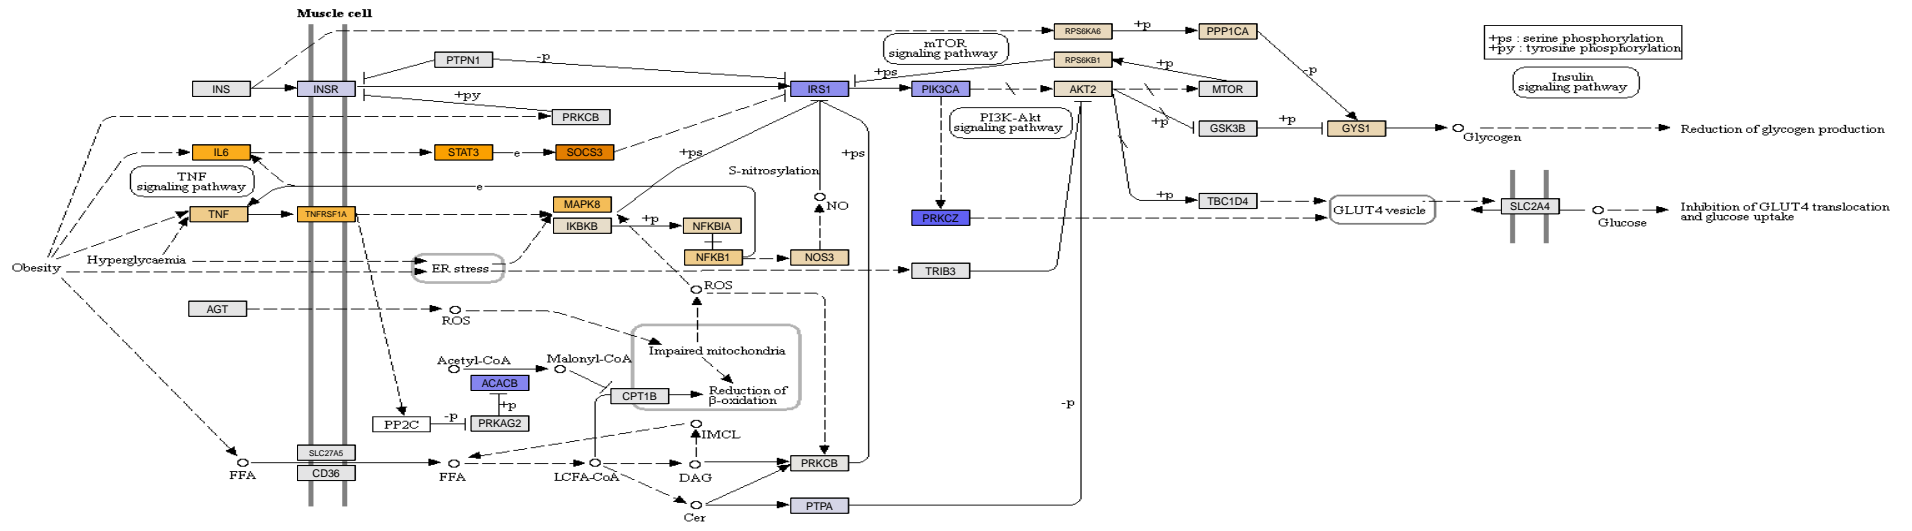 Muscle cell
RPS6KA6
+p
PPP1CA
+ps : serine phosphorylation
+py : tyrosine phosphorylation
mTOR
signaling pathway
PTPN1
-p
RPS6KB1
+p
-p
+ps
Insulin
signaling pathway
INS
INSR
IRS1
PIK3CA
AKT2
MTOR
+py
PRKCB
PI3K-Akt
signaling pathway
+p
GSK3B
+p
GYS1
Glycogen
Reduction of glycogen production
IL6
STAT3
e
SOCS3
+ps
+ps
TNF
signaling pathway
S-nitrosylation
e
+p
TBC1D4
MAPK8
NO
TNF
TNFRSF1A
IKBKB
+p
NFKBIA
PRKCZ
GLUT4 vesicle
SLC2A4
Glucose
Inhibition of GLUT4 translocation
and glucose uptake
Hyperglycaemia
Obesity
ER stress
NFKB1
NOS3
TRIB3
ROS
AGT
ROS
Impaired mitochondria
Acetyl-CoA
Malonyl-CoA
ACACB
CPT1B
Reduction of
β-oxidation
+p
-p
-p
PP2C
PRKAG2
IMCL
SLC27A5
CD36
FFA
FFA
LCFA-CoA
DAG
PRKCB
Cer
PTPA